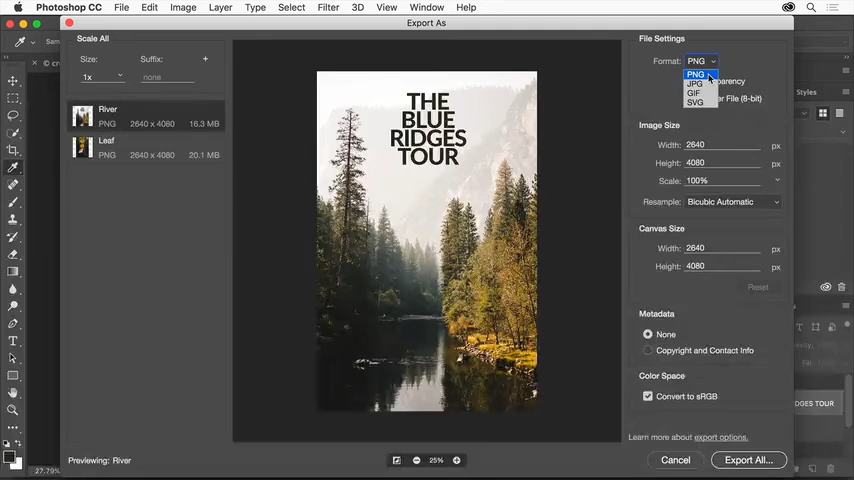 Photoshop CC File Edit Image Layer Type Select Filter 3D View Window Help
Export As
Scale All
Size: Suffix: +
1x none
River
PNG 2640 x 4080 16.3 MB
Leaf
PNG 2640 x 4080 20.1 MB
THE
BLUE
RIDGES
TOUR
File Settings
Format: PNG
PNG
JPG
GIF
SVG
parency
er File (8-bit)
Image Size
Width: 2640 px
Height: 4080 px
Scale: 100%
Resample: Bicubic Automatic
Canvas Size
Width: 2640 px
Height: 4080 px
Reset
Metadata
None
Copyright and Contact Info
Color Space
Convert to sRGB
Learn more about export options.
Previewing: River
25%
Cancel Export All...
Styles
DGES TOUR
27.79%